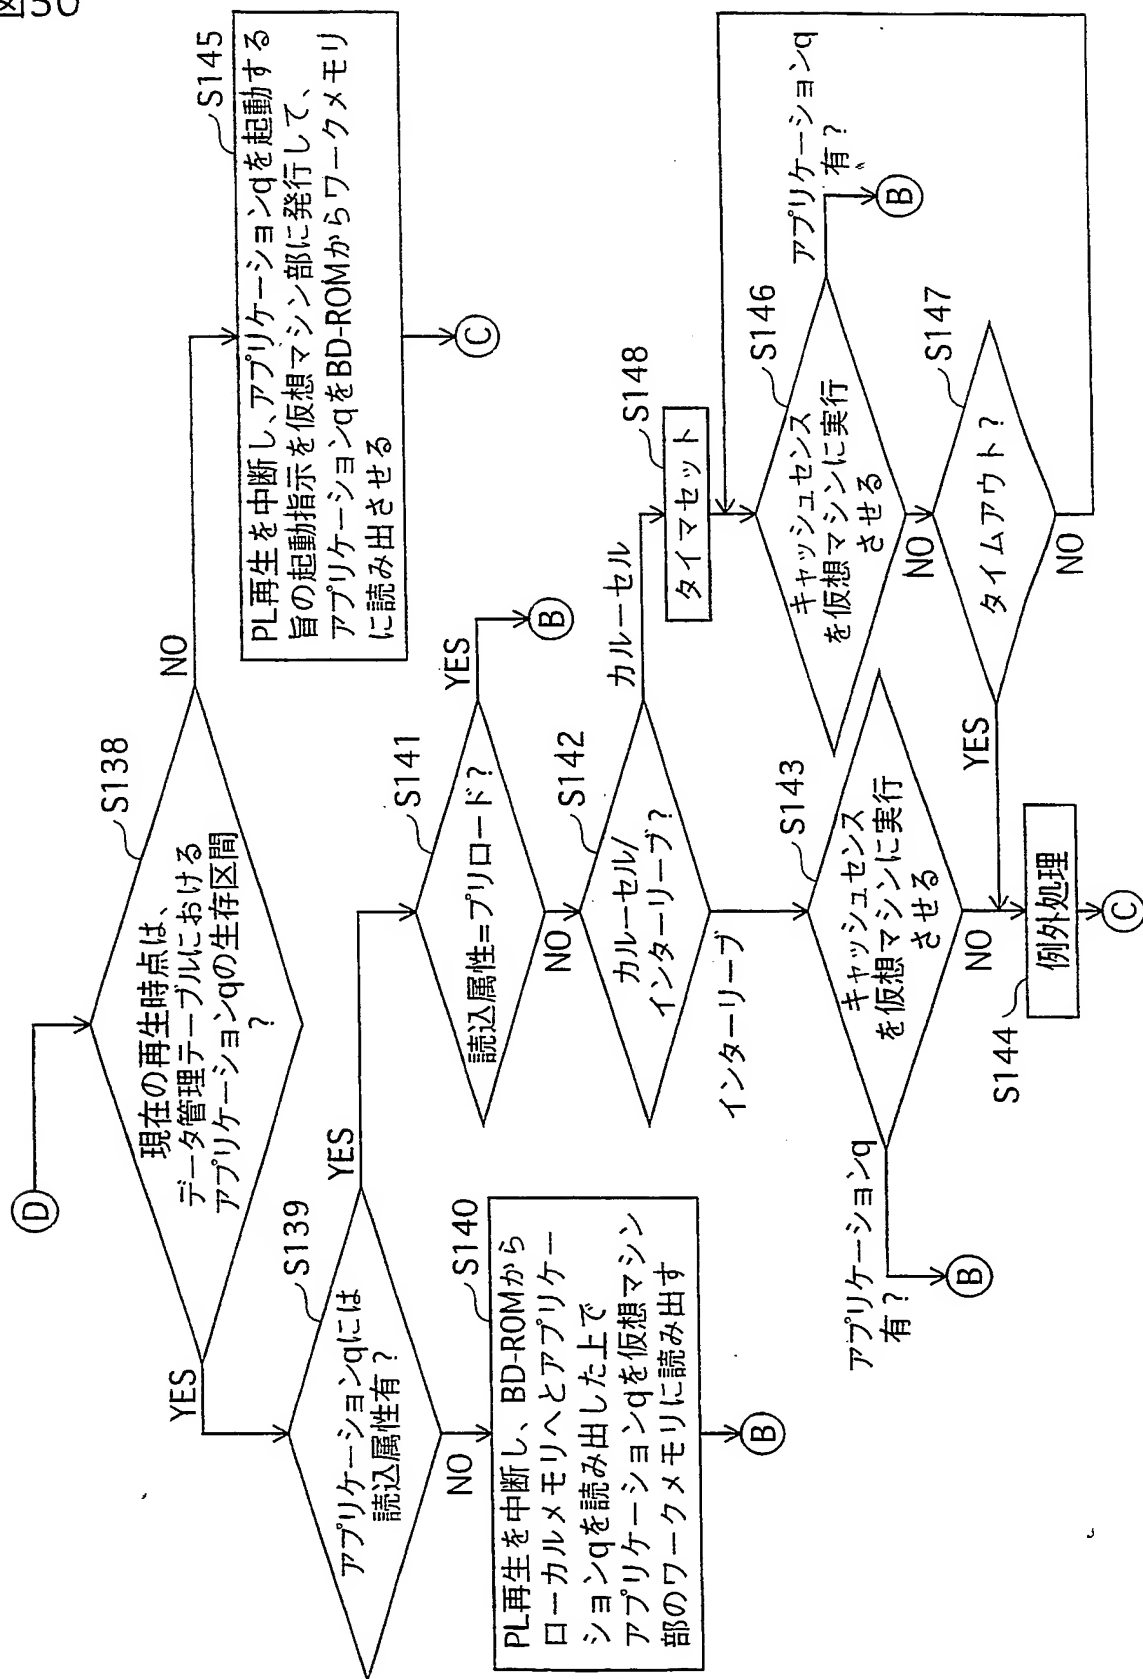 図50
D
S138
現在の再生時点は、
データ管理テーブルにおける
アプリケーションqの生存区間
?
YES
NO
S145
PL再生を中断し、アプリケーションqを起動する
旨の起動指示を仮想マシン部に発行して、
アプリケーションqをBD-ROMからワークメモリ
に読み出させる
C
S139
アプリケーションqには
読込属性有?
YES
NO
S140
PL再生を中断し、BD-ROMから
ローカルメモリへとアプリケー
ションqを読み出した上で
アプリケーションqを仮想マシン
部のワークメモリに読み出す
B
S141
読込属性=プリロード?
YES
B
NO
S142
カルーセル/
インターリーブ?
カルーセル
インターリーブ
S143
キャッシュセンス
を仮想マシンに実行
させる
アプリケーションq
有?
B
NO
S144
例外処理
C
S148
タイマセット
S146
キャッシュセンス
を仮想マシンに実行
させる
アプリケーションq
有?
B
NO
S147
タイムアウト?
YES
NO